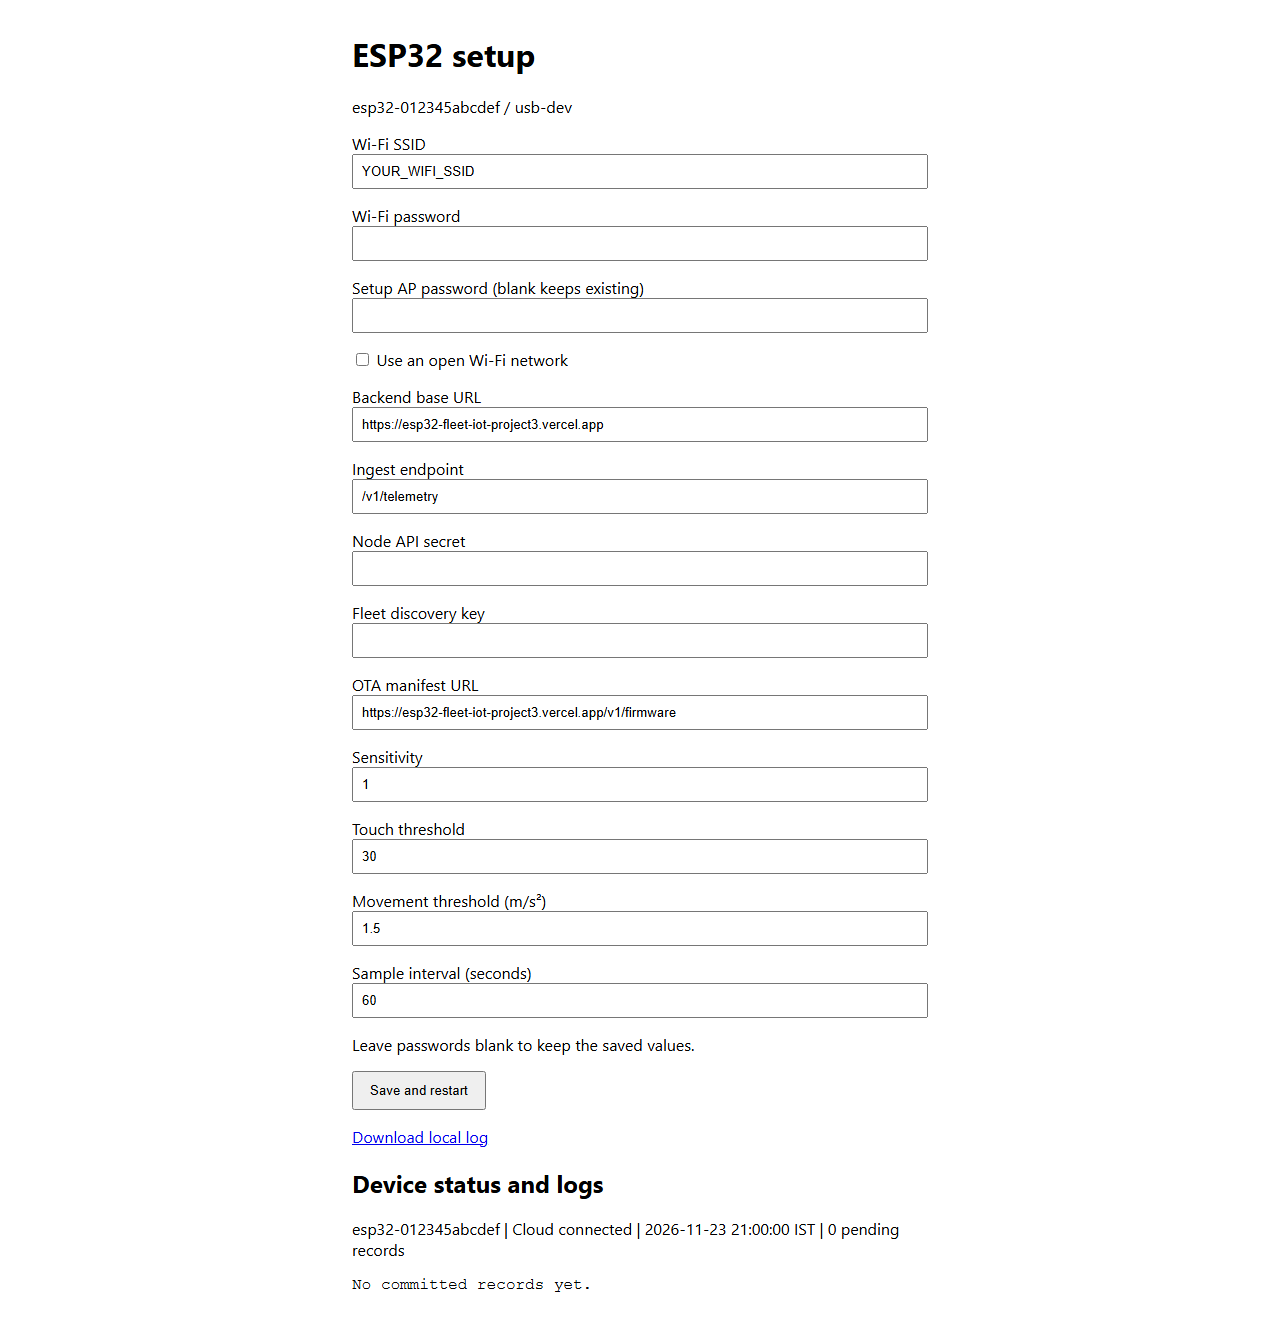 ESP32 setup
esp32-012345abcdef / usb-dev
Wi-Fi SSID
YOUR_WIFI_SSID
Wi-Fi password
Setup AP password (blank keeps existing)
Use an open Wi-Fi network
Backend base URL
https://esp32-fleet-iot-project3.vercel.app
Ingest endpoint
/v1/telemetry
Node API secret
Fleet discovery key
OTA manifest URL
https://esp32-fleet-iot-project3.vercel.app/v1/firmware
Sensitivity
1
Touch threshold
30
Movement threshold (m/s²)
1.5
Sample interval (seconds)
60
Leave passwords blank to keep the saved values.
Save and restart
Download local log
Device status and logs
esp32-012345abcdef | Cloud connected | 2026-11-23 21:00:00 IST | 0 pending
records
No committed records yet.